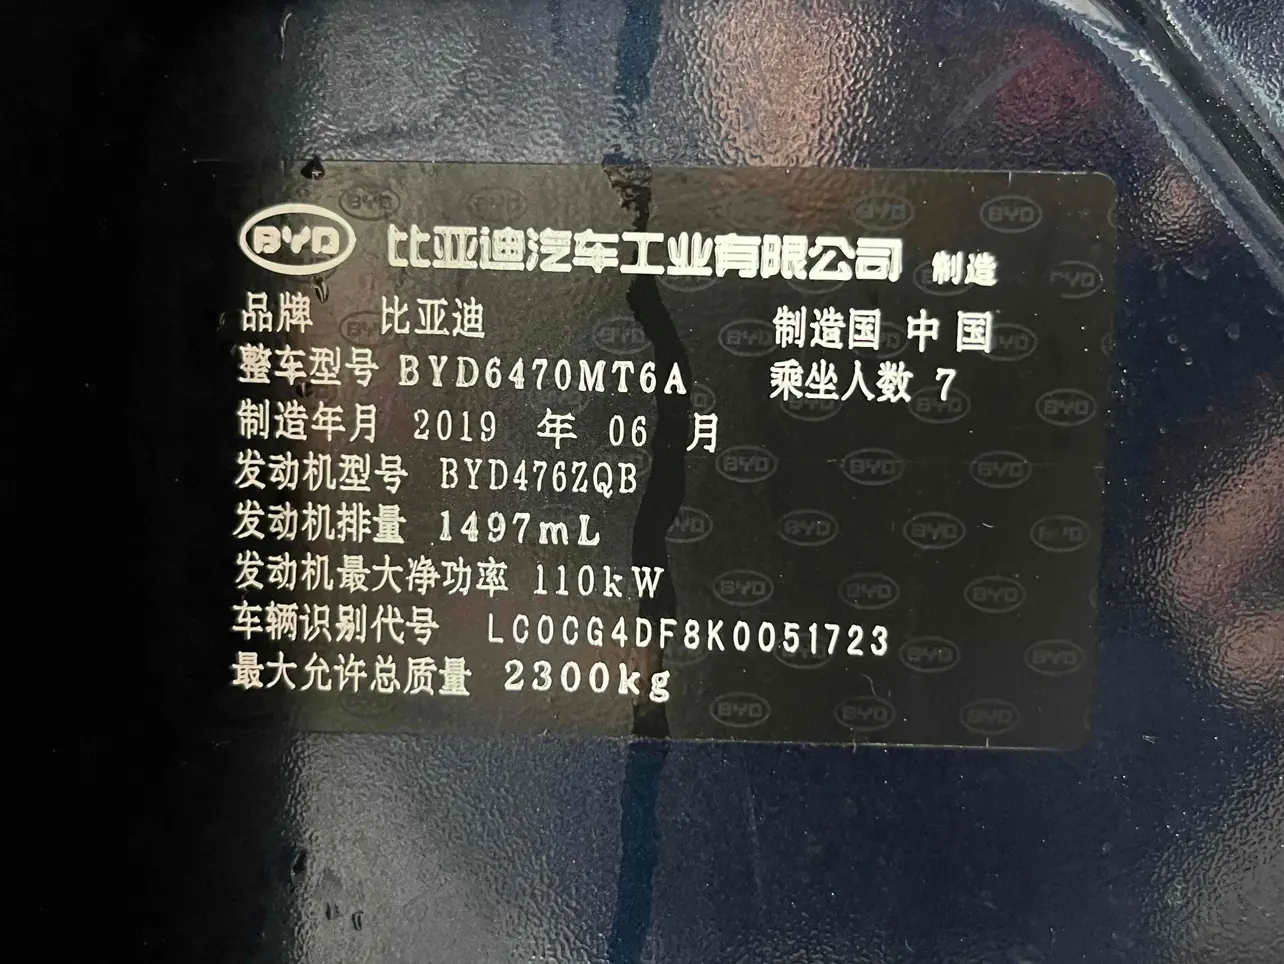 BYD 比亚迪汽车工业有限公司 制造
品牌 比亚迪 制造国 中国
整车型号 BYD6470MT6A 乘坐人数 7
制造年月 2019 年 06 月
发动机型号 BYD476ZQB
发动机排量 1497mL
发动机最大净功率 110kW
车辆识别代号 LC0CG4DF8K0051723
最大允许总质量 2300kg